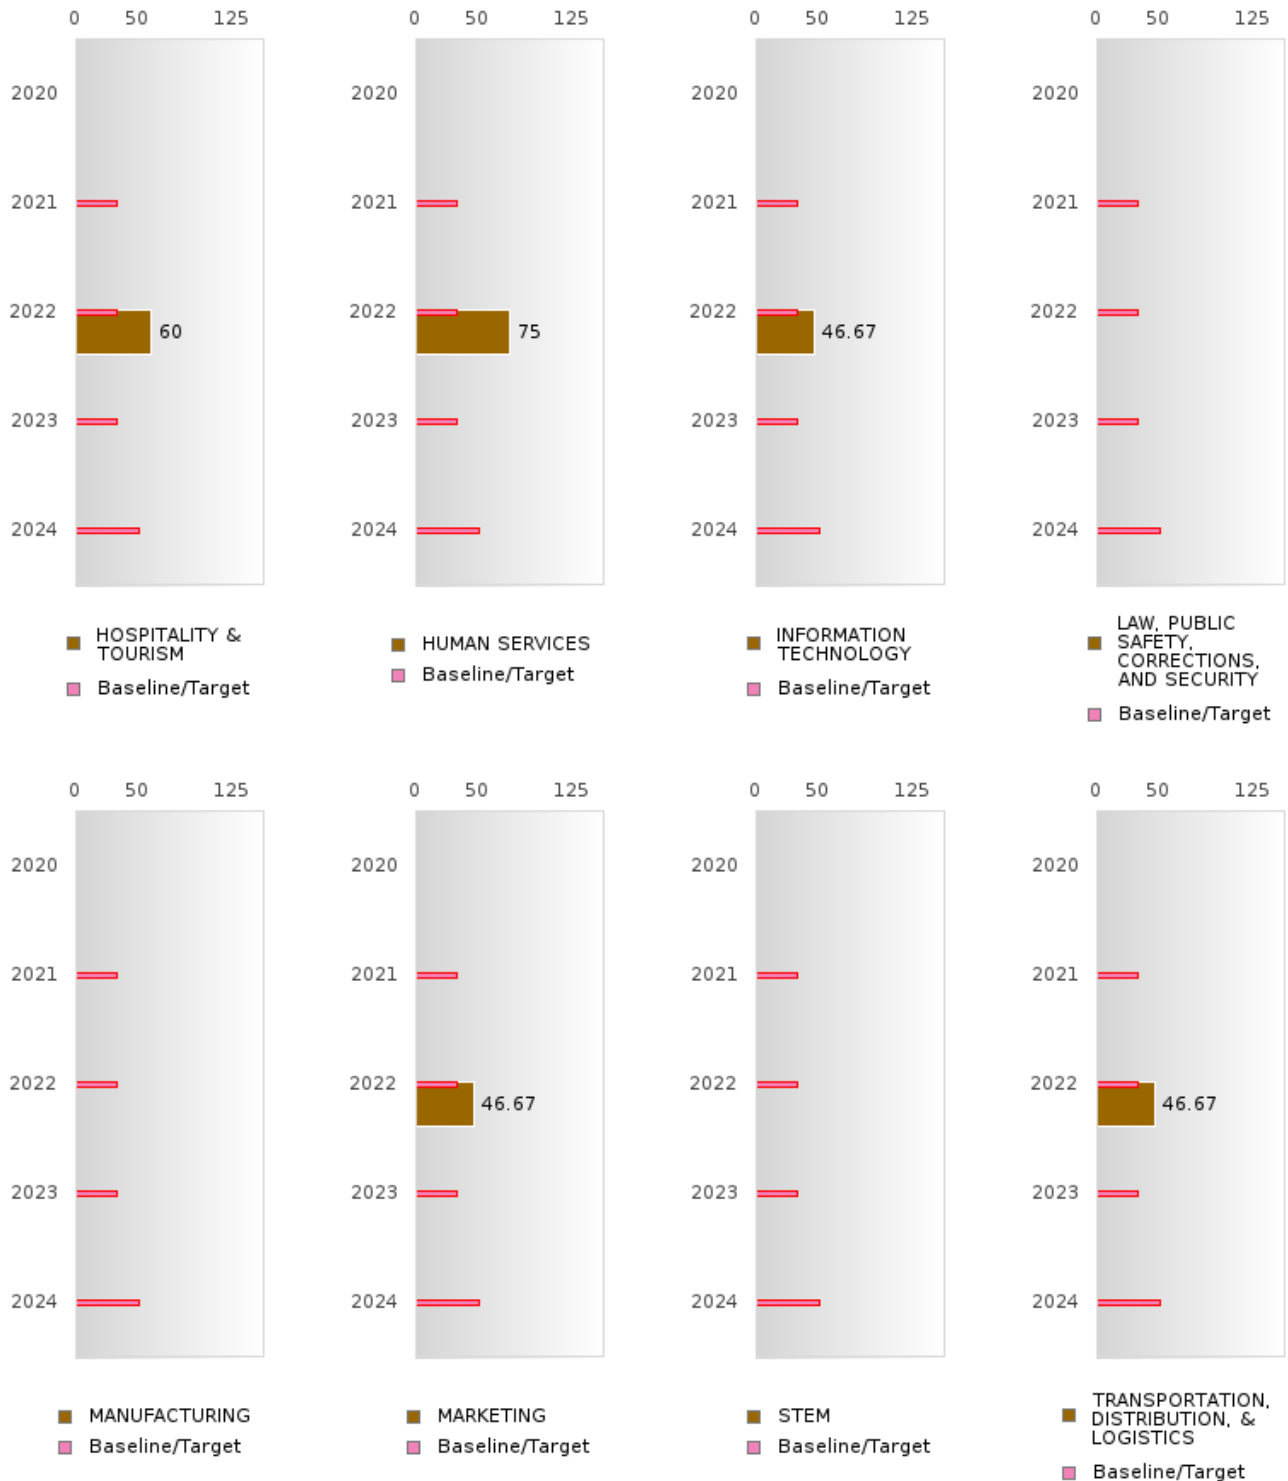 0 50 125
0 50 125
0 50 125
0 50 125
2020
2020
2020
2020
2021
2021
2021
2021
2022
60
2022
75
2022
46.67
2022
2023
2023
2023
2023
2024
2024
2024
2024
HOSPITALITY &
TOURISM
Baseline/Target
HUMAN SERVICES
Baseline/Target
INFORMATION
TECHNOLOGY
Baseline/Target
LAW, PUBLIC
SAFETY,
CORRECTIONS,
AND SECURITY
Baseline/Target
0 50 125
0 50 125
0 50 125
0 50 125
2020
2020
2020
2020
2021
2021
2021
2021
2022
2022
46.67
2022
2022
46.67
2023
2023
2023
2023
2024
2024
2024
2024
MANUFACTURING
Baseline/Target
MARKETING
Baseline/Target
STEM
Baseline/Target
TRANSPORTATION,
DISTRIBUTION, &
LOGISTICS
Baseline/Target